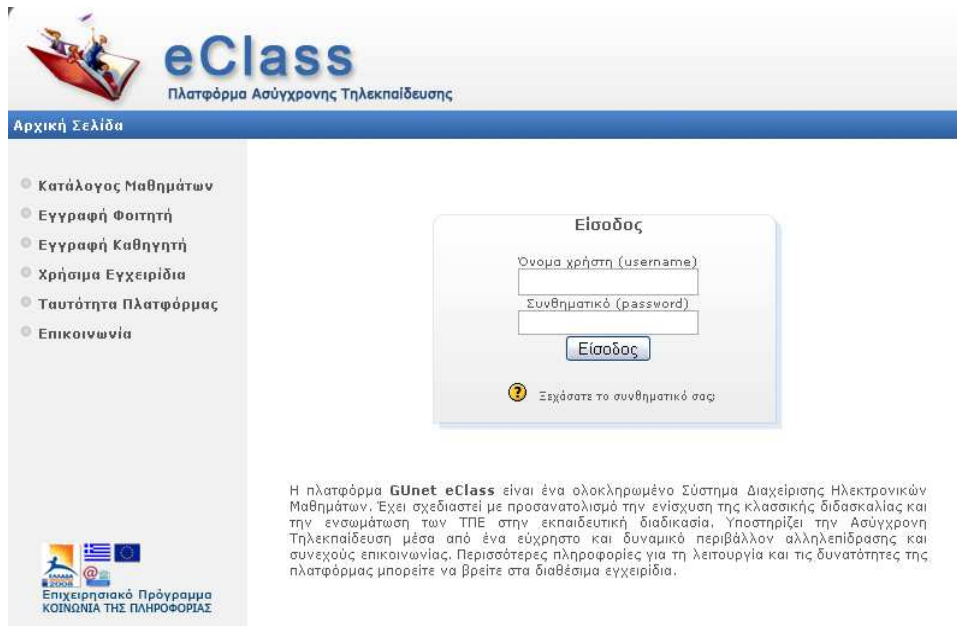 eClass
Πλατφόρμα Ασύγχρονης Τηλεκπαίδευσης
Αρχική Σελίδα
Κατάλογος Μαθημάτων
Εγγραφή Φοιτητή
Εγγραφή Καθηγητή
Χρήσιμα Εγχειρίδια
Ταυτότητα Πλατφόρμας
Επικοινωνία
Είσοδος
Όνομα χρήστη (username)
Συνθηματικό (password)
Είσοδος
Ξεχάσατε το συνθηματικό σας;
Η πλατφόρμα GUnet eClass είναι ένα ολοκληρωμένο Σύστημα Διαχείρισης Ηλεκτρονικών
Μαθημάτων. Έχει σχεδιαστεί με προσανατολισμό την ενίσχυση της κλασσικής διδασκαλίας και
την ενσωμάτωση των ΤΠΕ στην εκπαιδευτική διαδικασία. Υποστηρίζει την Ασύγχρονη
Τηλεκπαίδευση μέσα από ένα εύχρηστο και δυναμικό περιβάλλον αλληλεπίδρασης και
συνεχούς επικοινωνίας. Περισσότερες πληροφορίες για τη λειτουργία και τις δυνατότητες της
πλατφόρμας μπορείτε να βρείτε στα διαθέσιμα εγχειρίδια.
ΕΛΛΑΔΑ
2008
Επιχειρησιακό Πρόγραμμα
ΚΟΙΝΩΝΙΑ ΤΗΣ ΠΛΗΡΟΦΟΡΙΑΣ